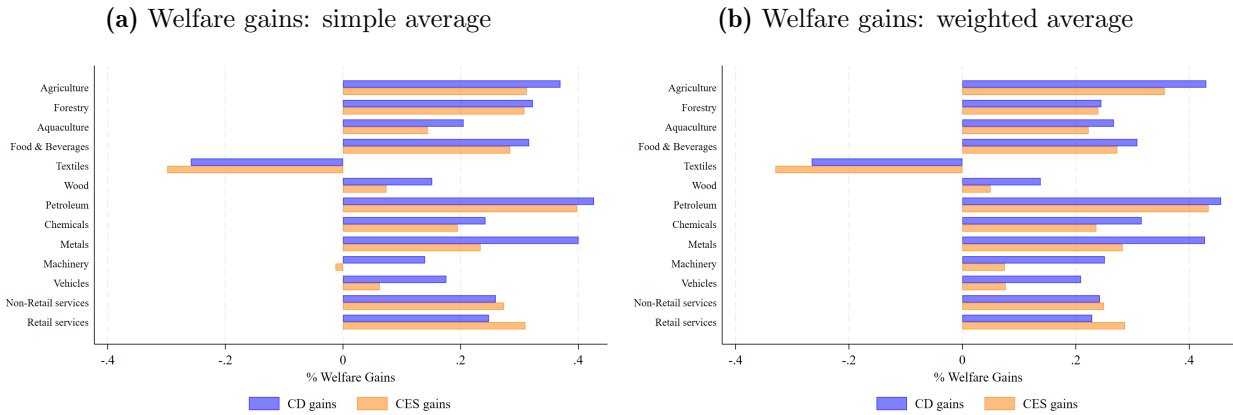 (a) Welfare gains: simple average
Agriculture
Forestry
Aquaculture
Food & Beverages
Textiles
Wood
Petroleum
Chemicals
Metals
Machinery
Vehicles
Non-Retail services
Retail services
-.4 -.2 0 .2 .4
% Welfare Gains
CD gains CES gains
(b) Welfare gains: weighted average
Agriculture
Forestry
Aquaculture
Food & Beverages
Textiles
Wood
Petroleum
Chemicals
Metals
Machinery
Vehicles
Non-Retail services
Retail services
-.4 -.2 0 .2 .4
% Welfare Gains
CD gains CES gains